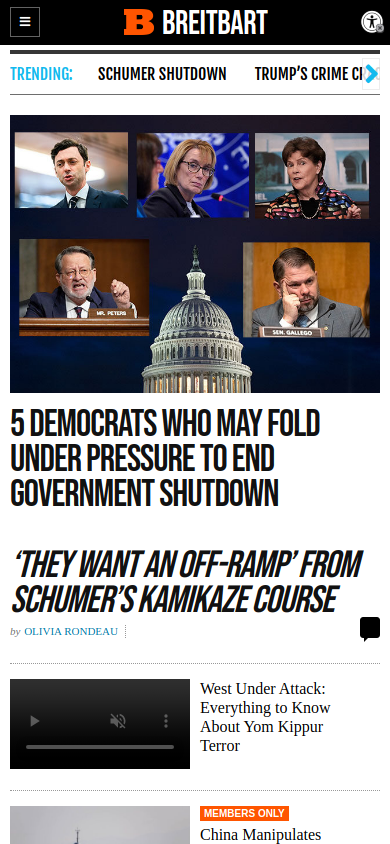 B BREITBART
TRENDING: SCHUMER SHUTDOWN TRUMP'S CRIME
MR. PETERS
SEN. GALLEGO
5 DEMOCRATS WHO MAY FOLD
UNDER PRESSURE TO END
GOVERNMENT SHUTDOWN
‘THEY WANT AN OFF-RAMP’ FROM
SCHUMER’S KAMIKAZE COURSE
by OLIVIA RONDEAU
West Under Attack:
Everything to Know
About Yom Kippur
Terror
MEMBERS ONLY
China Manipulates